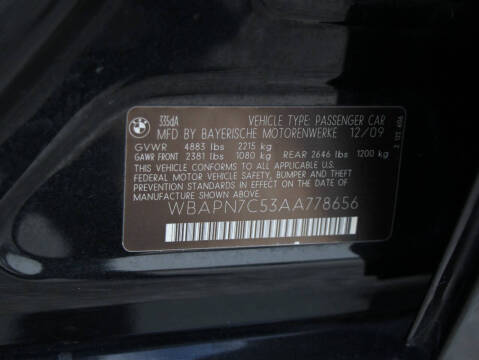 335dA VEHICLE TYPE: PASSENGER CAR
MFD BY BAYERISCHE MOTORENWERKE 12/09
GVWR 4883 lbs 2215 kg
GAWR FRONT 2381 lbs 1080 kg REAR 2646 lbs 1200 kg
THIS VEHICLE CONFORMS TO ALL APPLICABLE
FEDERAL MOTOR VEHICLE SAFETY, BUMPER AND THEFT
PREVENTION STANDARDS IN EFFECT ON THE DATE OF
MANUFACTURE SHOWN ABOVE.
WBAPN7C53AA778656